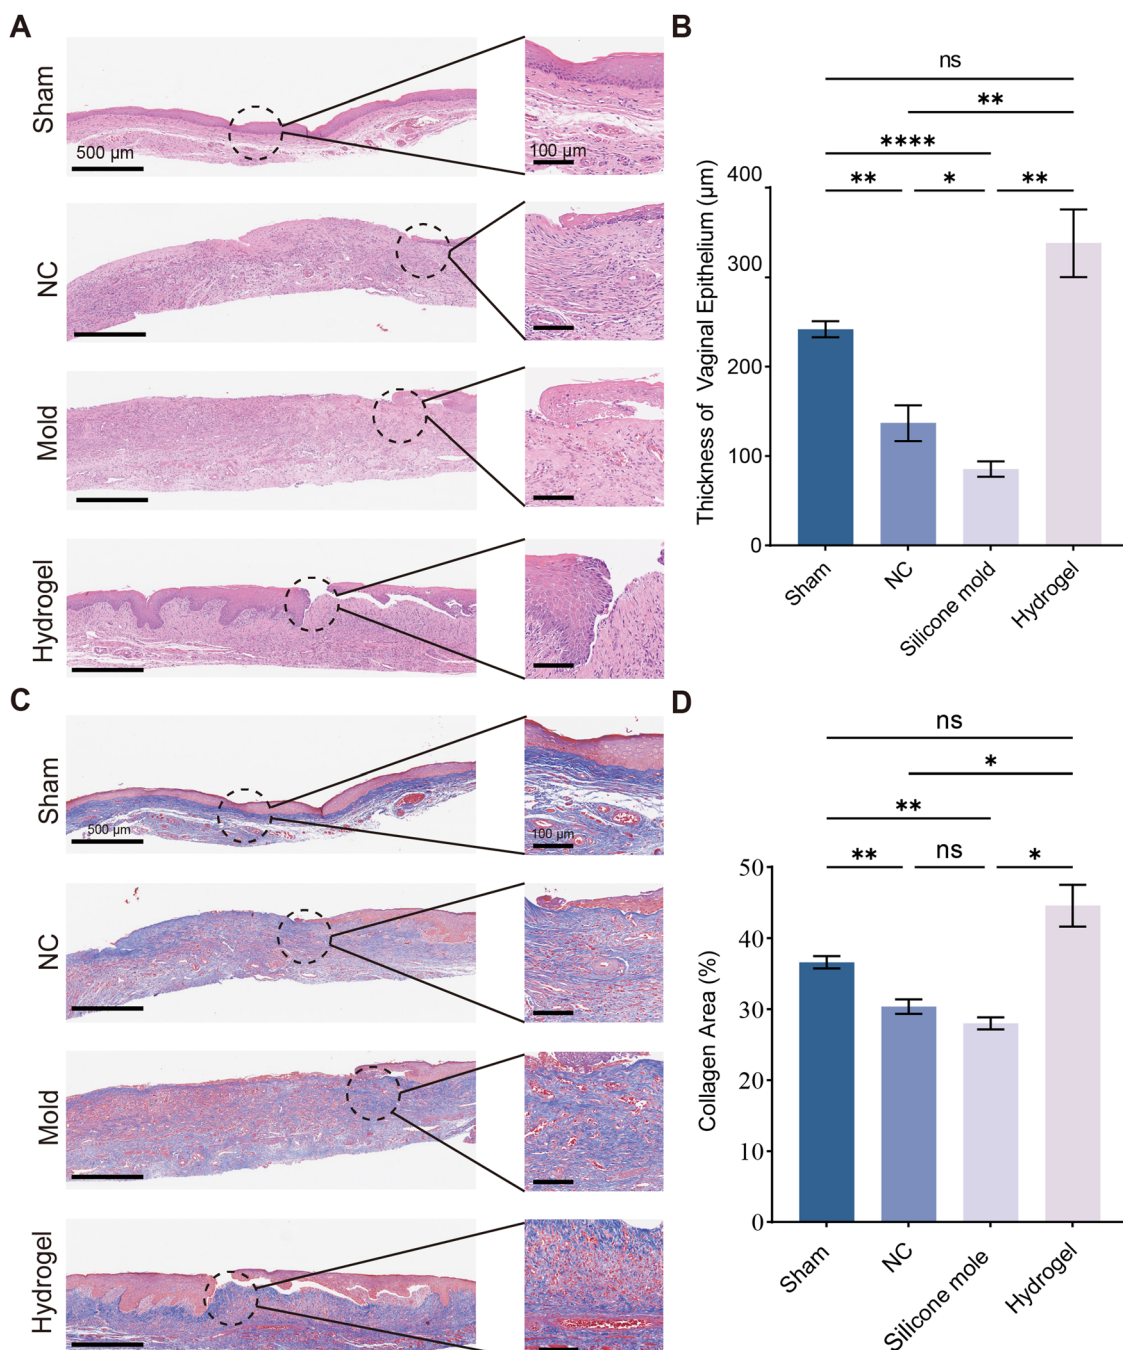 A
Sham
500 µm
100 µm
NC
Mold
Hydrogel
B
ns
**
****
** * **
Thickness of Vaginal Epithelium (µm)
400
300
200
100
0
Sham
NC
Silicone mold
Hydrogel
C
Sham
500 µm
100 µm
NC
Mold
Hydrogel
D
ns
*
**
** ns *
Collagen Area (%)
50
40
30
20
10
0
Sham
NC
Silicone mole
Hydrogel